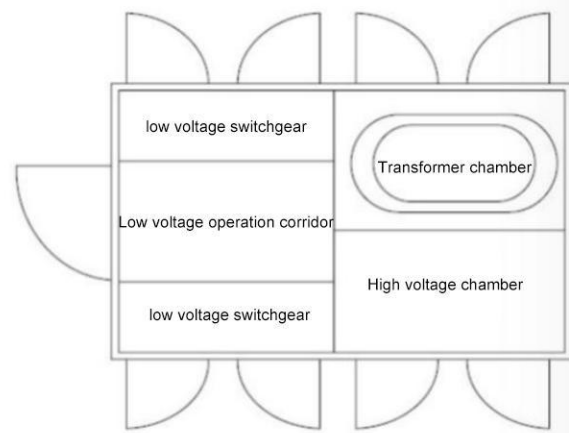 low voltage switchgear
Transformer chamber
Low voltage operation corridor
High voltage chamber
low voltage switchgear